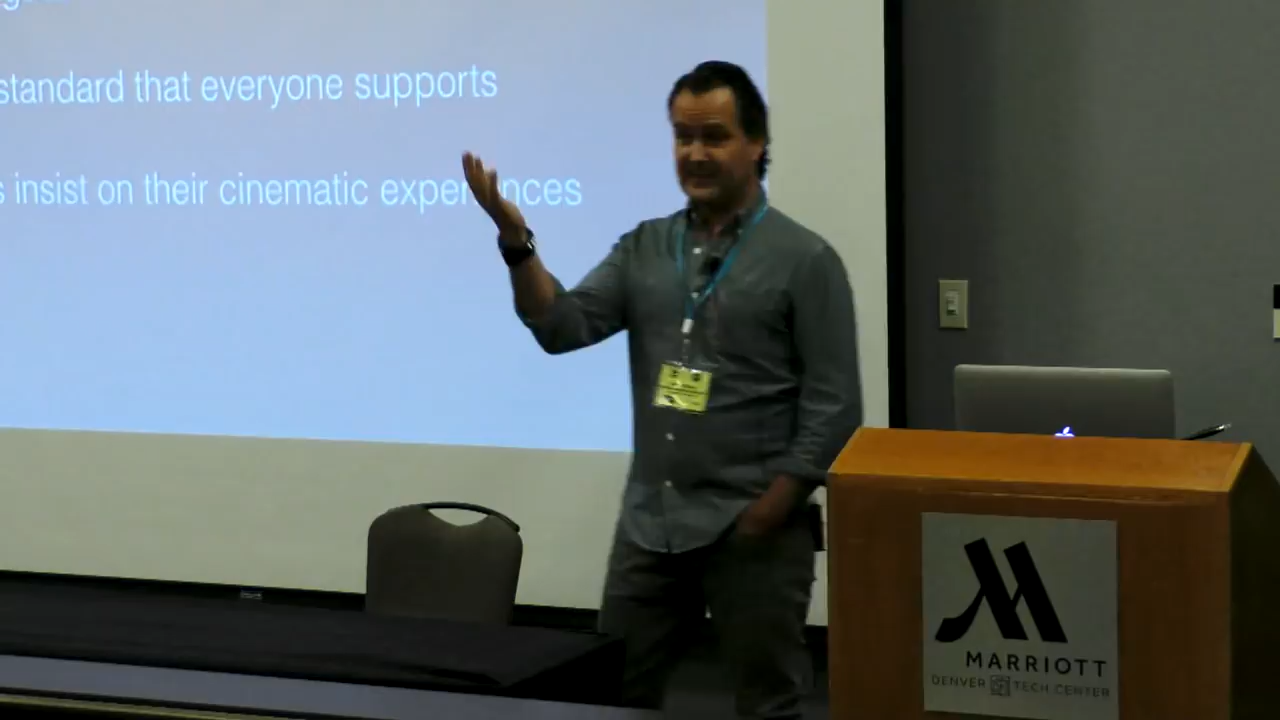 standard that everyone supports
s insist on their cinematic experiences
MARRIOTT
DENVER TECH CENTER